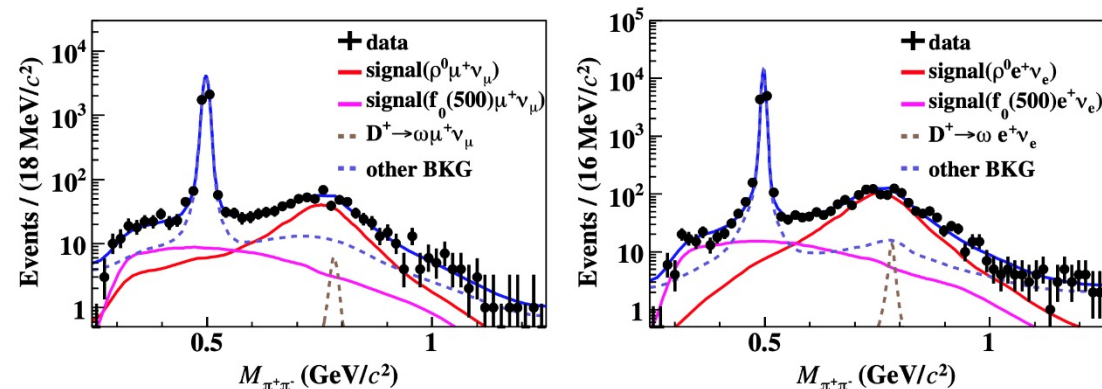 Events / (18 MeV/c²)
10⁴
10³
10²
10
1
data
signal(ρ⁰μ⁺ν_μ)
signal(f₀(500)μ⁺ν_μ)
D⁺→ωμ⁺ν_μ
other BKG
0.5
1
M_π⁺π⁻ (GeV/c²)
Events / (16 MeV/c²)
10⁵
10⁴
10³
10²
10
1
data
signal(ρ⁰e⁺ν_e)
signal(f₀(500)e⁺ν_e)
D⁺→ω e⁺ν_e
other BKG
0.5
1
M_π⁺π⁻ (GeV/c²)